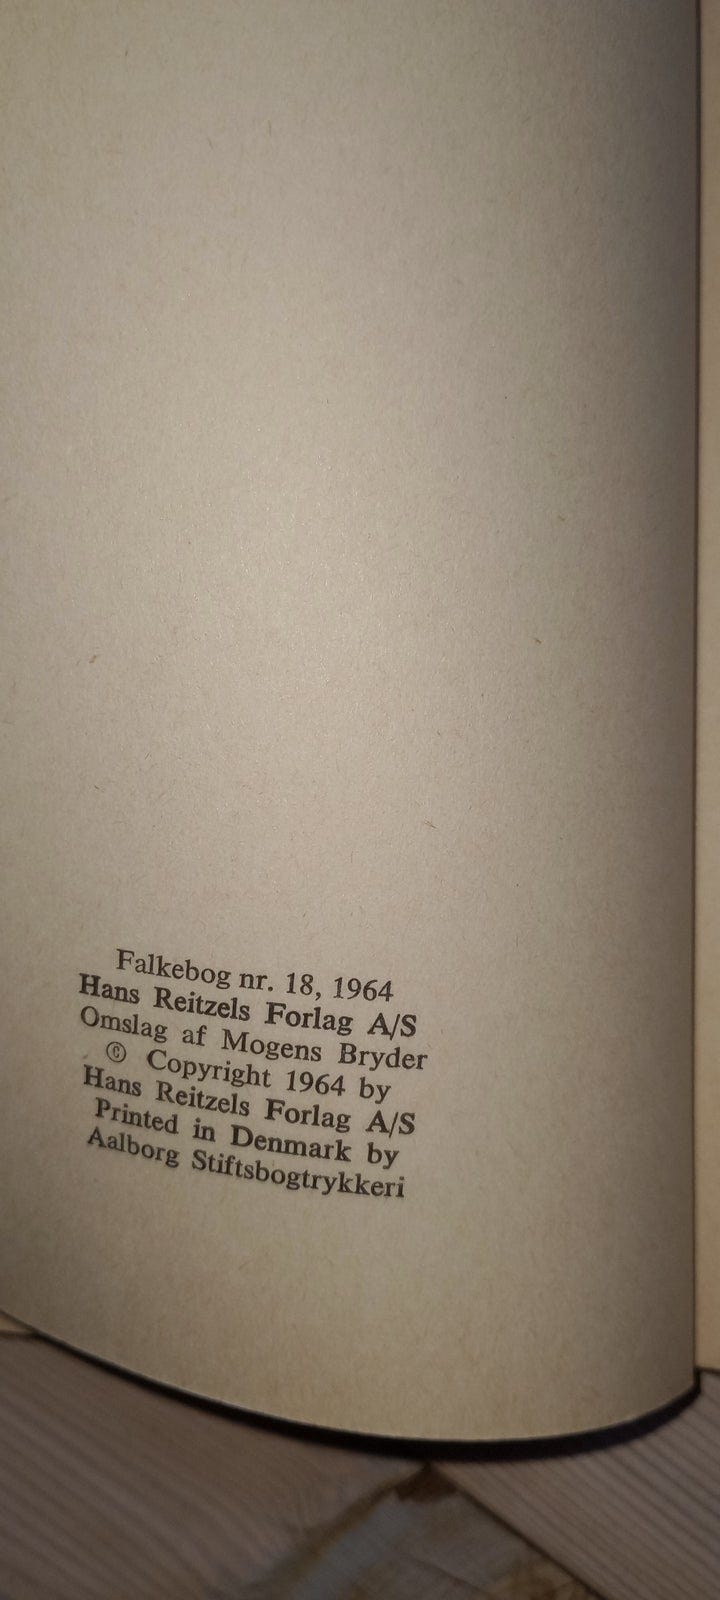 Falkebog nr. 18, 1964
Hans Reitzels Forlag A/S
Omslag af Mogens Bryder
© Copyright 1964 by
Hans Reitzels Forlag A/S
Printed in Denmark by
Aalborg Stiftsbogtrykkeri